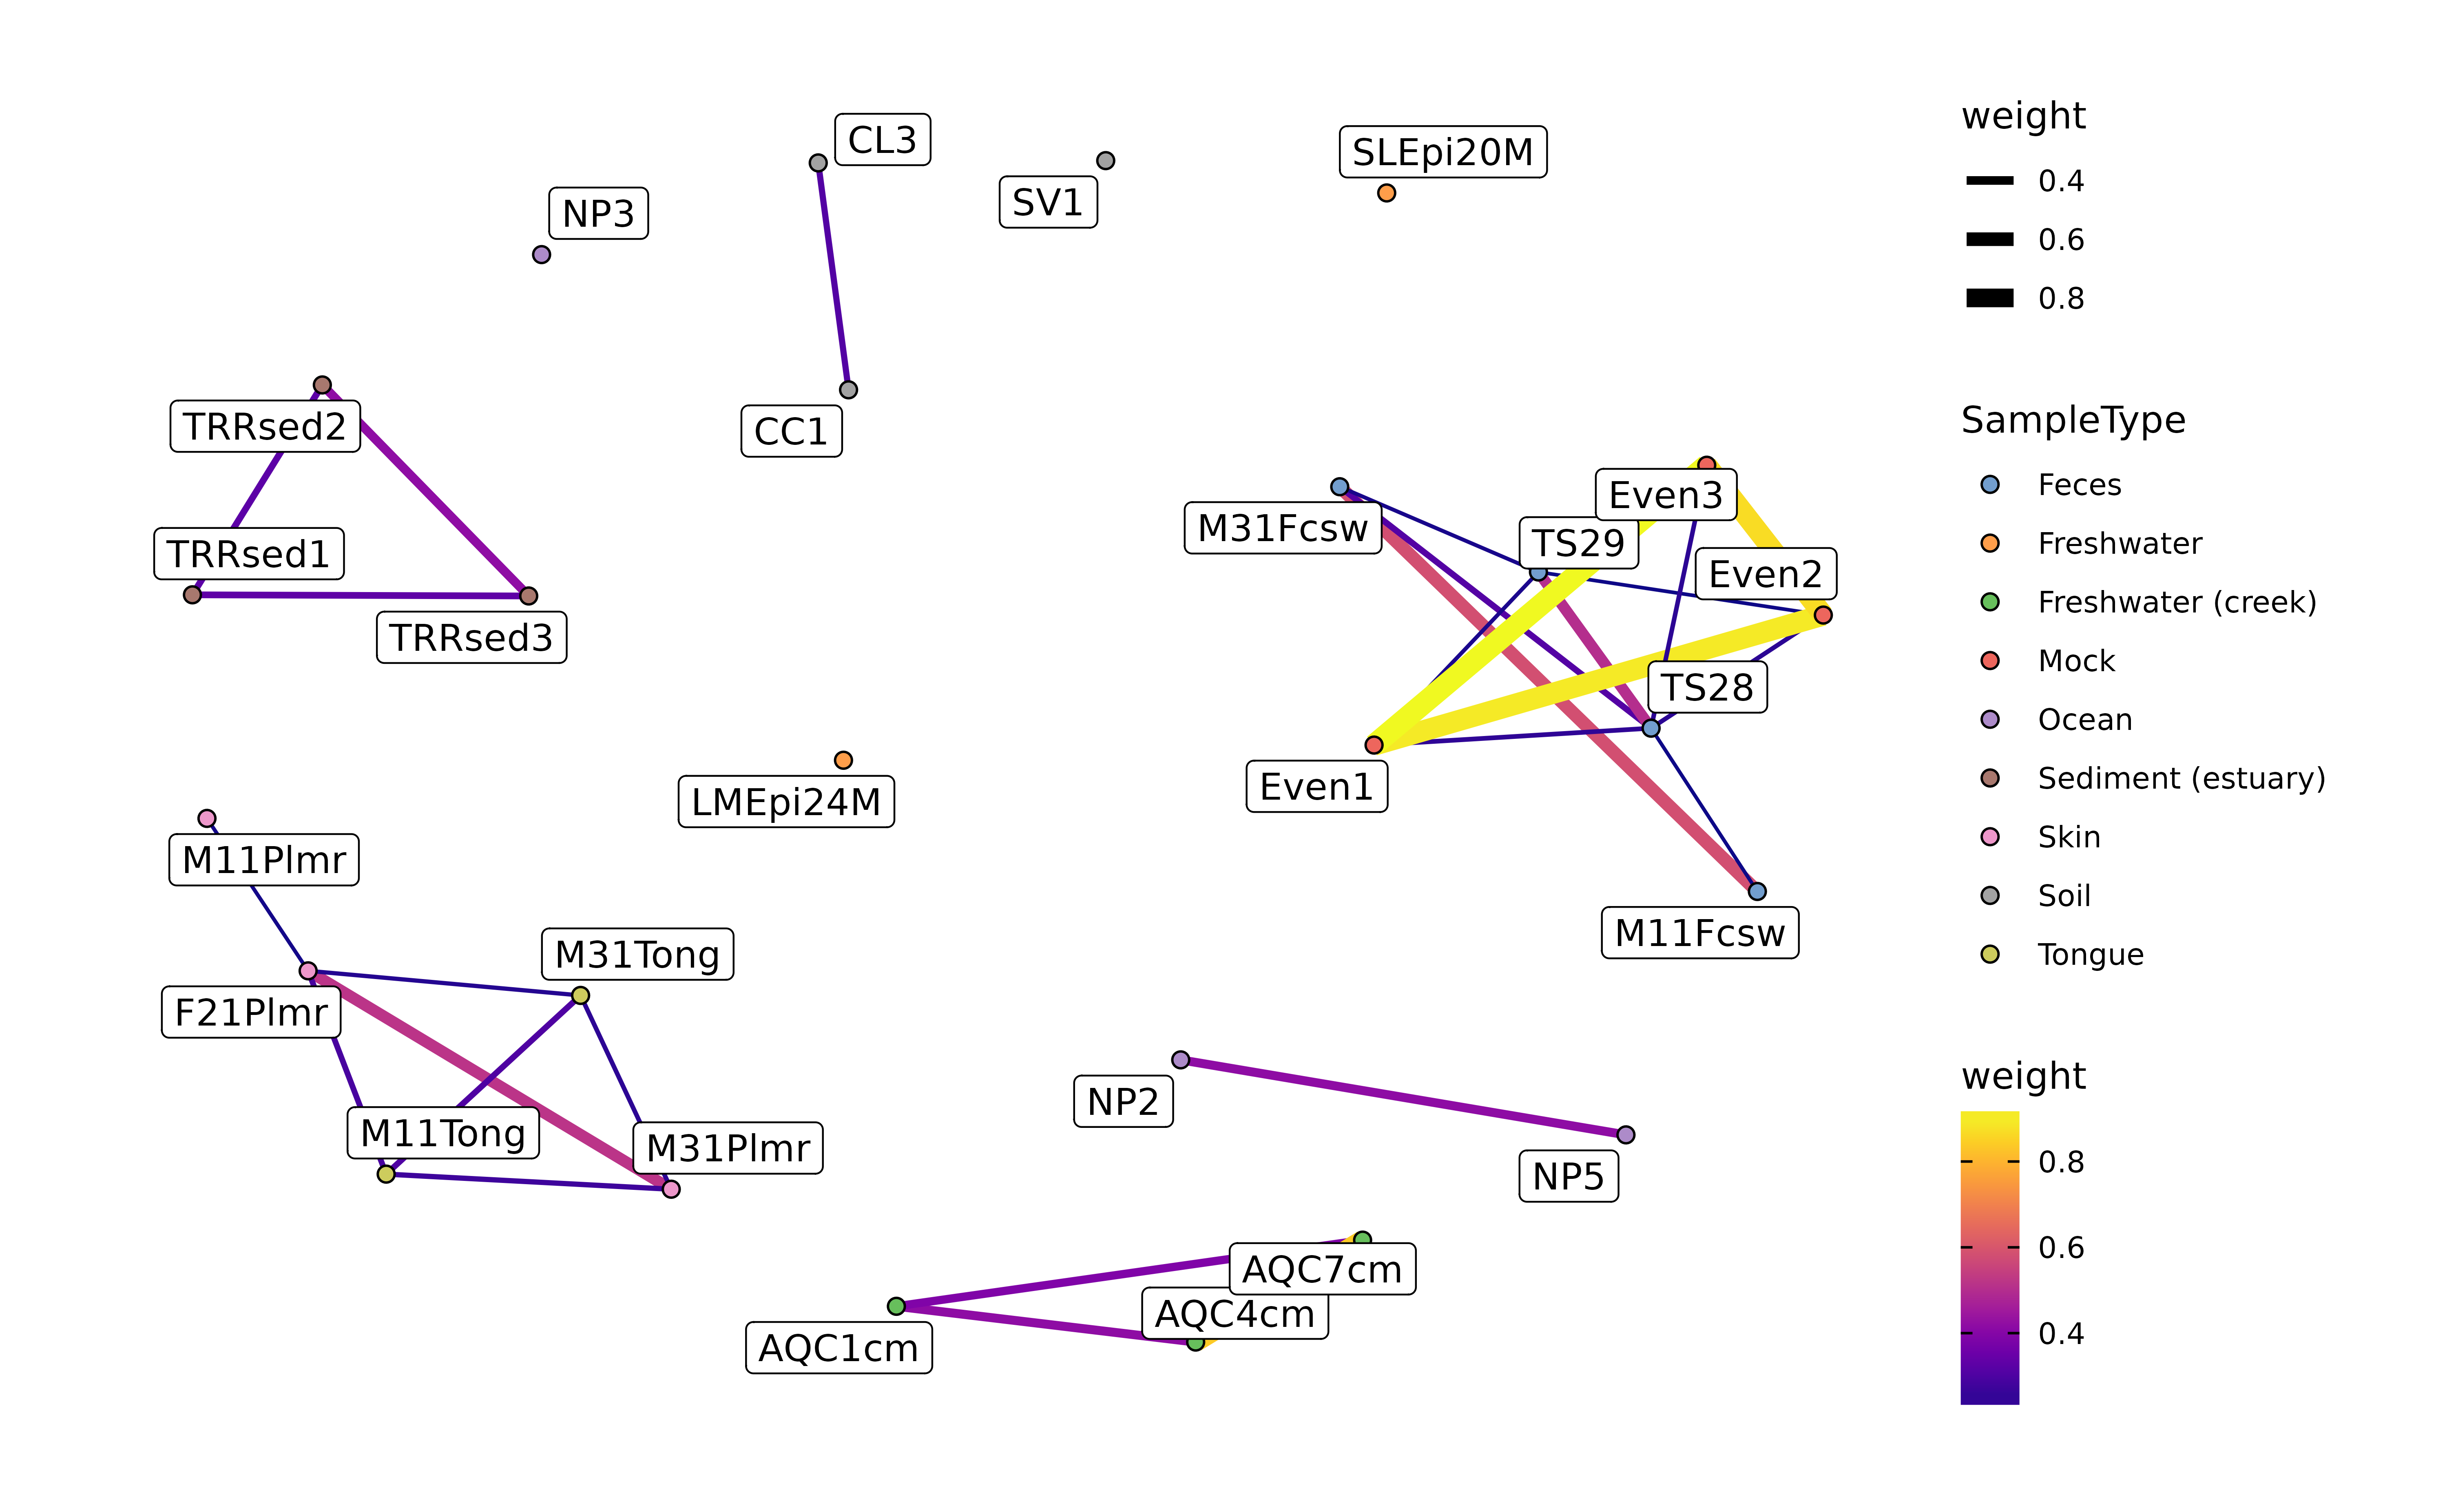 CL3
SLEpi20M
SV1
NP3
TRRsed2
CC1
TRRsed1
TRRsed3
M31Fcsw
Even3
TS29
Even2
TS28
Even1
LMEpi24M
M11Plmr
M11Fcsw
M31Tong
F21Plmr
M11Tong
M31Plmr
NP2
NP5
AQC7cm
AQC4cm
AQC1cm
weight
0.4
0.6
0.8
SampleType
Feces
Freshwater
Freshwater (creek)
Mock
Ocean
Sediment (estuary)
Skin
Soil
Tongue
weight
0.8
0.6
0.4